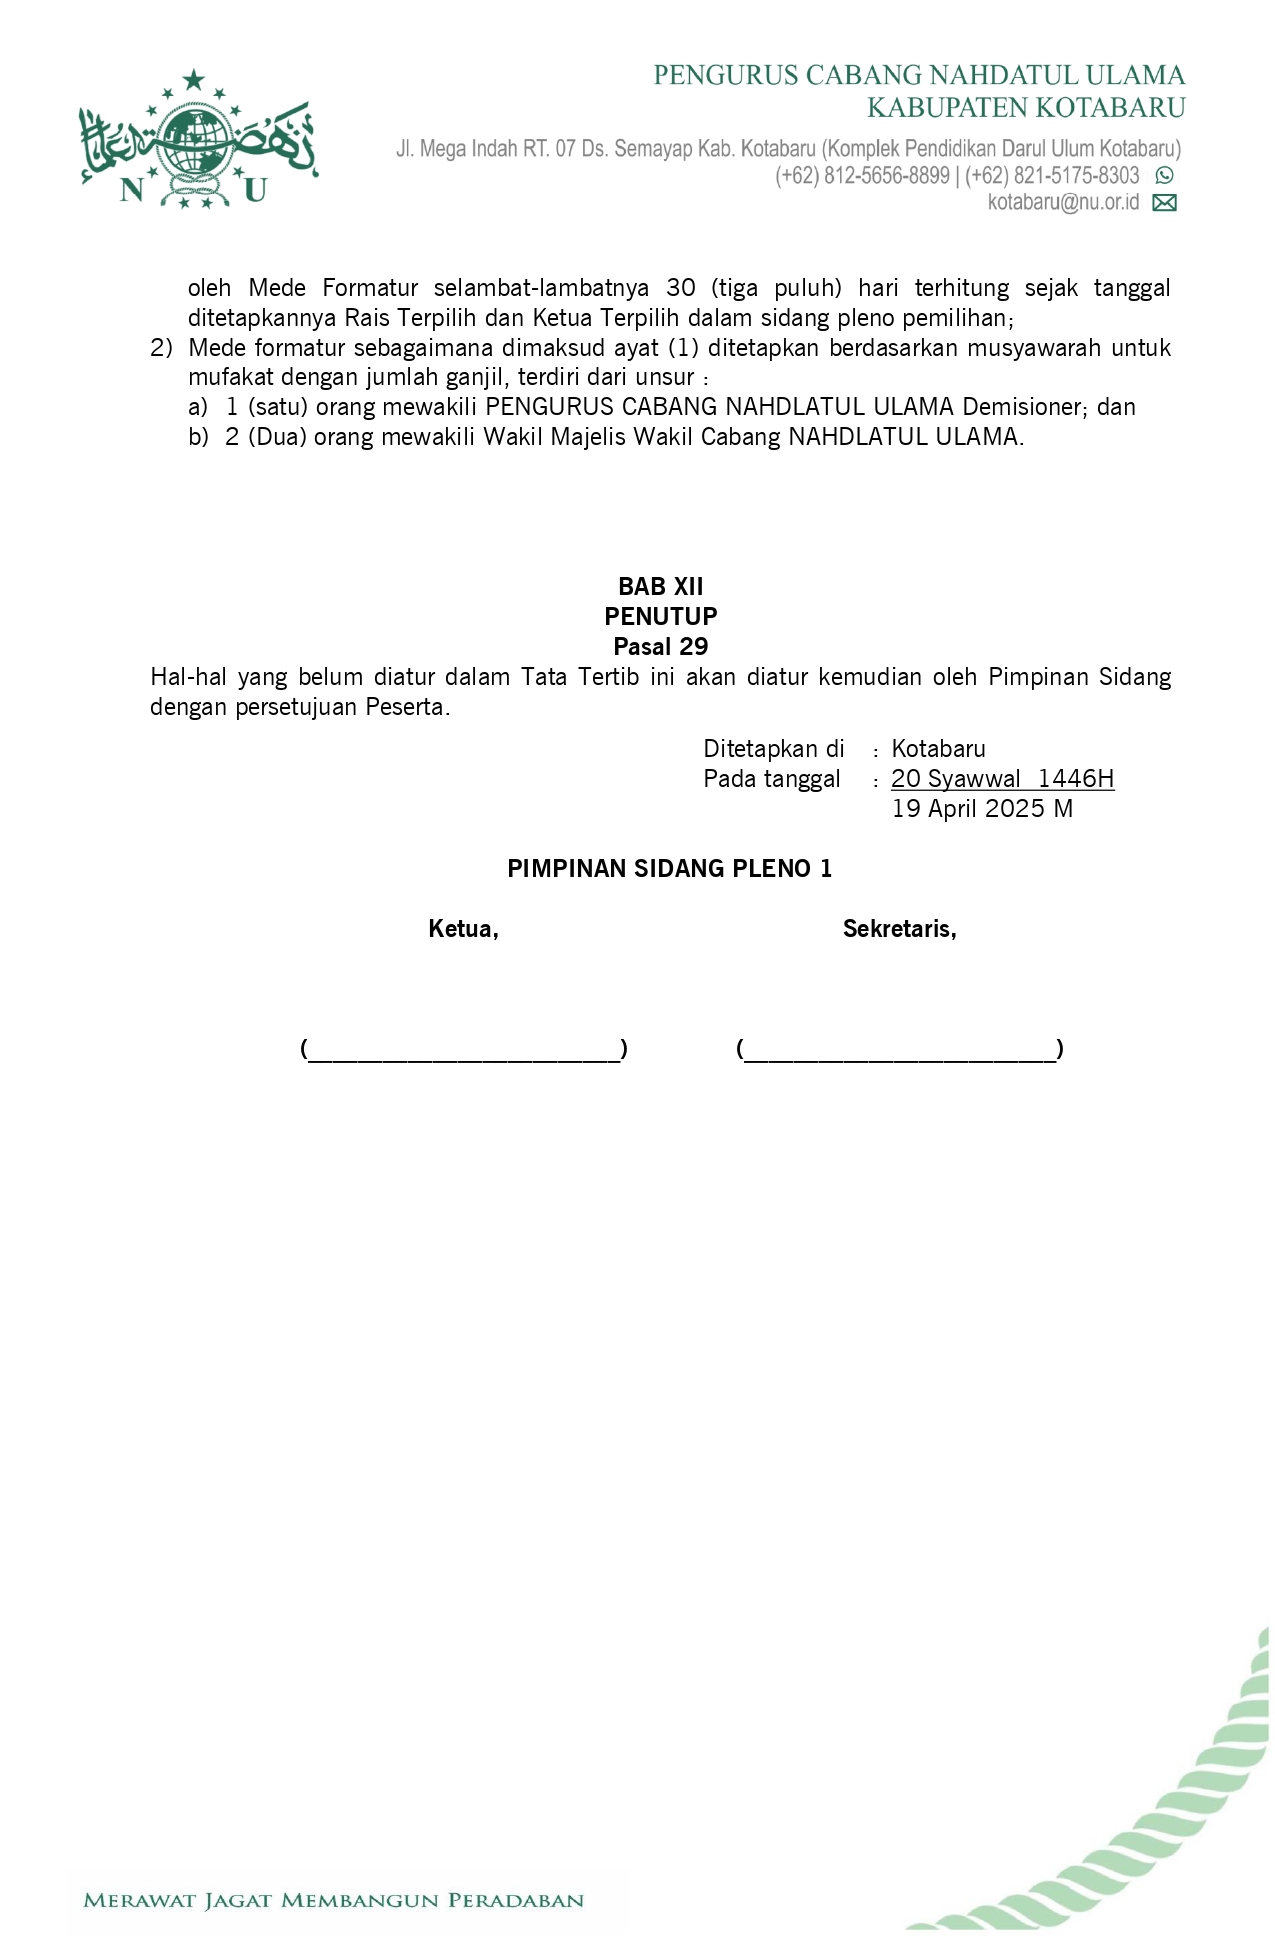 نهضة العلماء
N U
PENGURUS CABANG NAHDATUL ULAMA
KABUPATEN KOTABARU
Jl. Mega Indah RT. 07 Ds. Semayap Kab. Kotabaru (Komplek Pendidikan Darul Ulum Kotabaru)
(+62) 812-5656-8899 | (+62) 821-5175-8303
kotabaru@nu.or.id
oleh Mede Formatur selambat-lambatnya 30 (tiga puluh) hari terhitung sejak tanggal
ditetapkannya Rais Terpilih dan Ketua Terpilih dalam sidang pleno pemilihan;
2) Mede formatur sebagaimana dimaksud ayat (1) ditetapkan berdasarkan musyawarah untuk
mufakat dengan jumlah ganjil, terdiri dari unsur :
a) 1 (satu) orang mewakili PENGURUS CABANG NAHDLATUL ULAMA Demisioner; dan
b) 2 (Dua) orang mewakili Wakil Majelis Wakil Cabang NAHDLATUL ULAMA.
BAB XII
PENUTUP
Pasal 29
Hal-hal yang belum diatur dalam Tata Tertib ini akan diatur kemudian oleh Pimpinan Sidang
dengan persetujuan Peserta.
Ditetapkan di : Kotabaru
Pada tanggal : 20 Syawwal 1446H
19 April 2025 M
PIMPINAN SIDANG PLENO 1
Ketua, Sekretaris,
(_________________________) (_________________________)
MERAWAT JAGAT MEMBANGUN PERADABAN